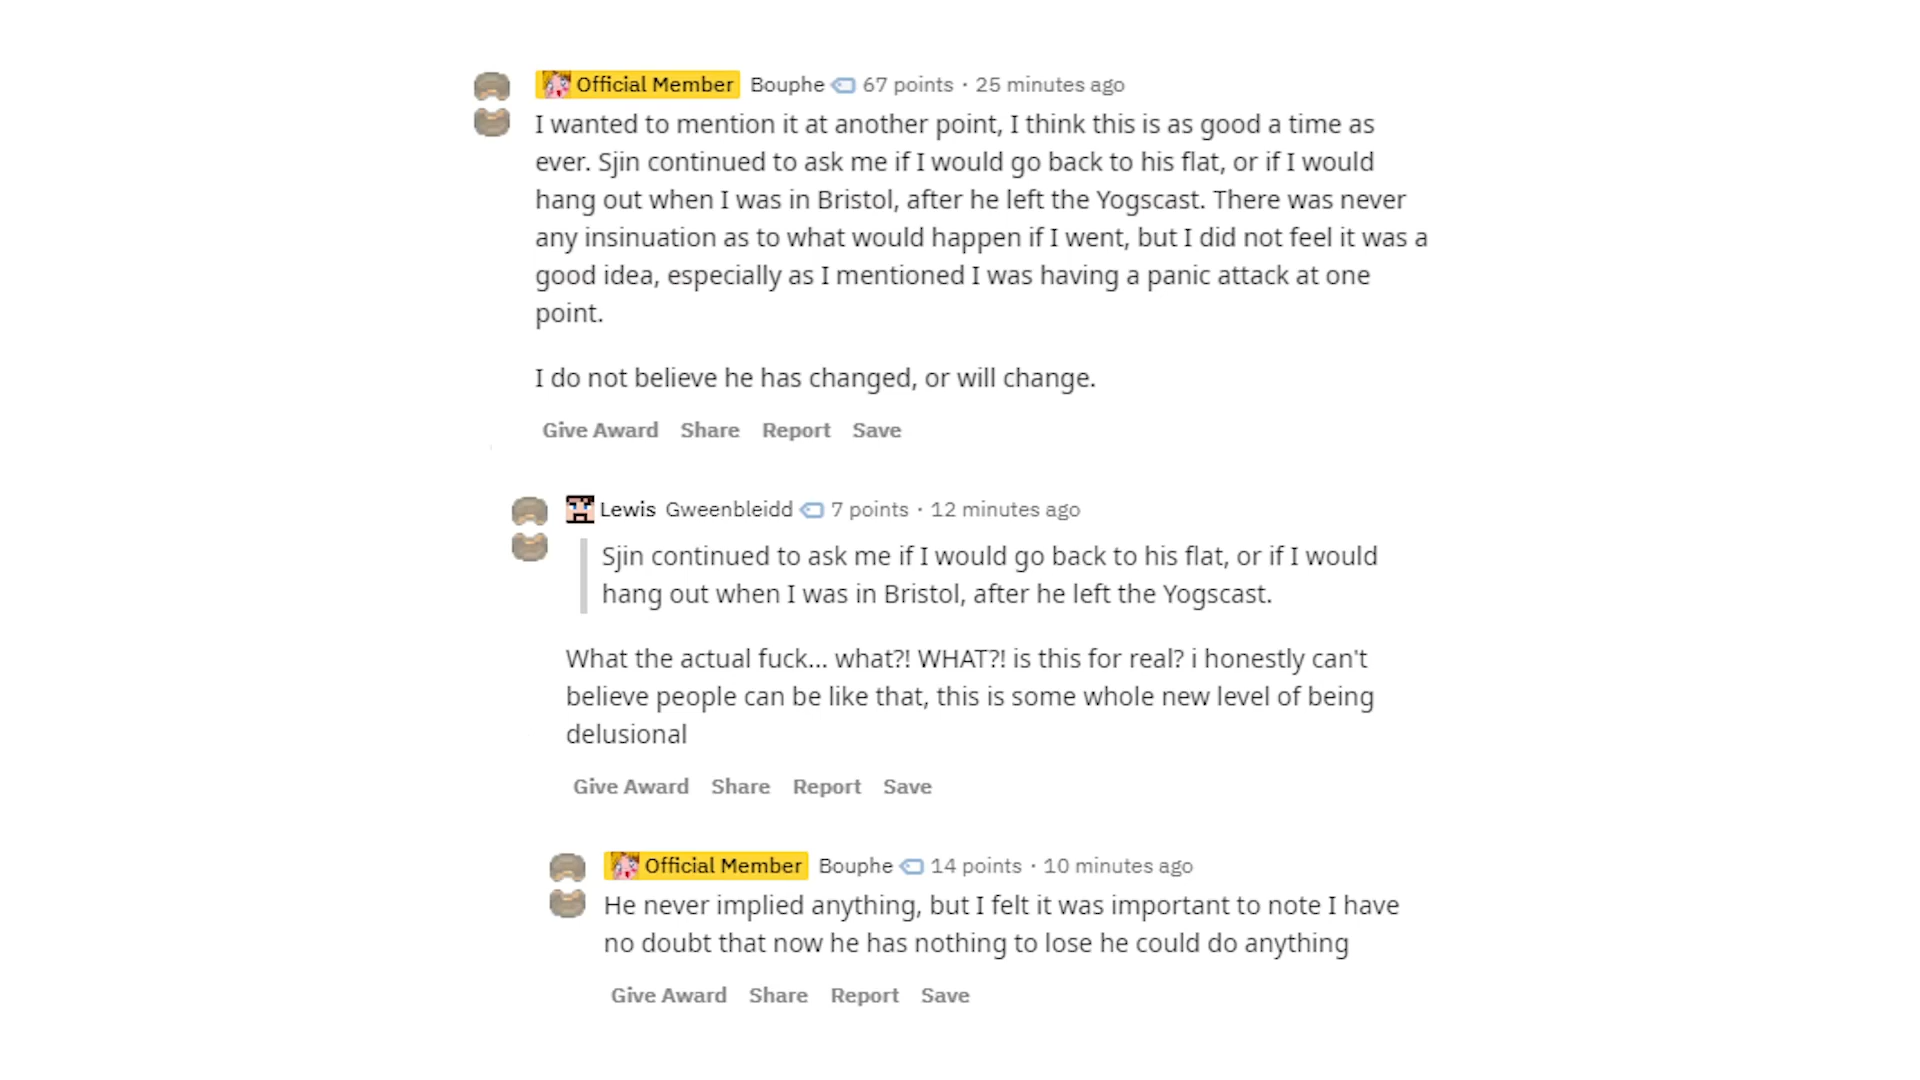 Official Member Bouphe 67 points · 25 minutes ago
I wanted to mention it at another point, I think this is as good a time as
ever. Sjin continued to ask me if I would go back to his flat, or if I would
hang out when I was in Bristol, after he left the Yogscast. There was never
any insinuation as to what would happen if I went, but I did not feel it was a
good idea, especially as I mentioned I was having a panic attack at one
point.
I do not believe he has changed, or will change.
Give Award Share Report Save
Lewis Gweenbleidd 7 points · 12 minutes ago
Sjin continued to ask me if I would go back to his flat, or if I would
hang out when I was in Bristol, after he left the Yogscast.
What the actual fuck... what?! WHAT?! is this for real? i honestly can't
believe people can be like that, this is some whole new level of being
delusional
Give Award Share Report Save
Official Member Bouphe 14 points · 10 minutes ago
He never implied anything, but I felt it was important to note I have
no doubt that now he has nothing to lose he could do anything
Give Award Share Report Save